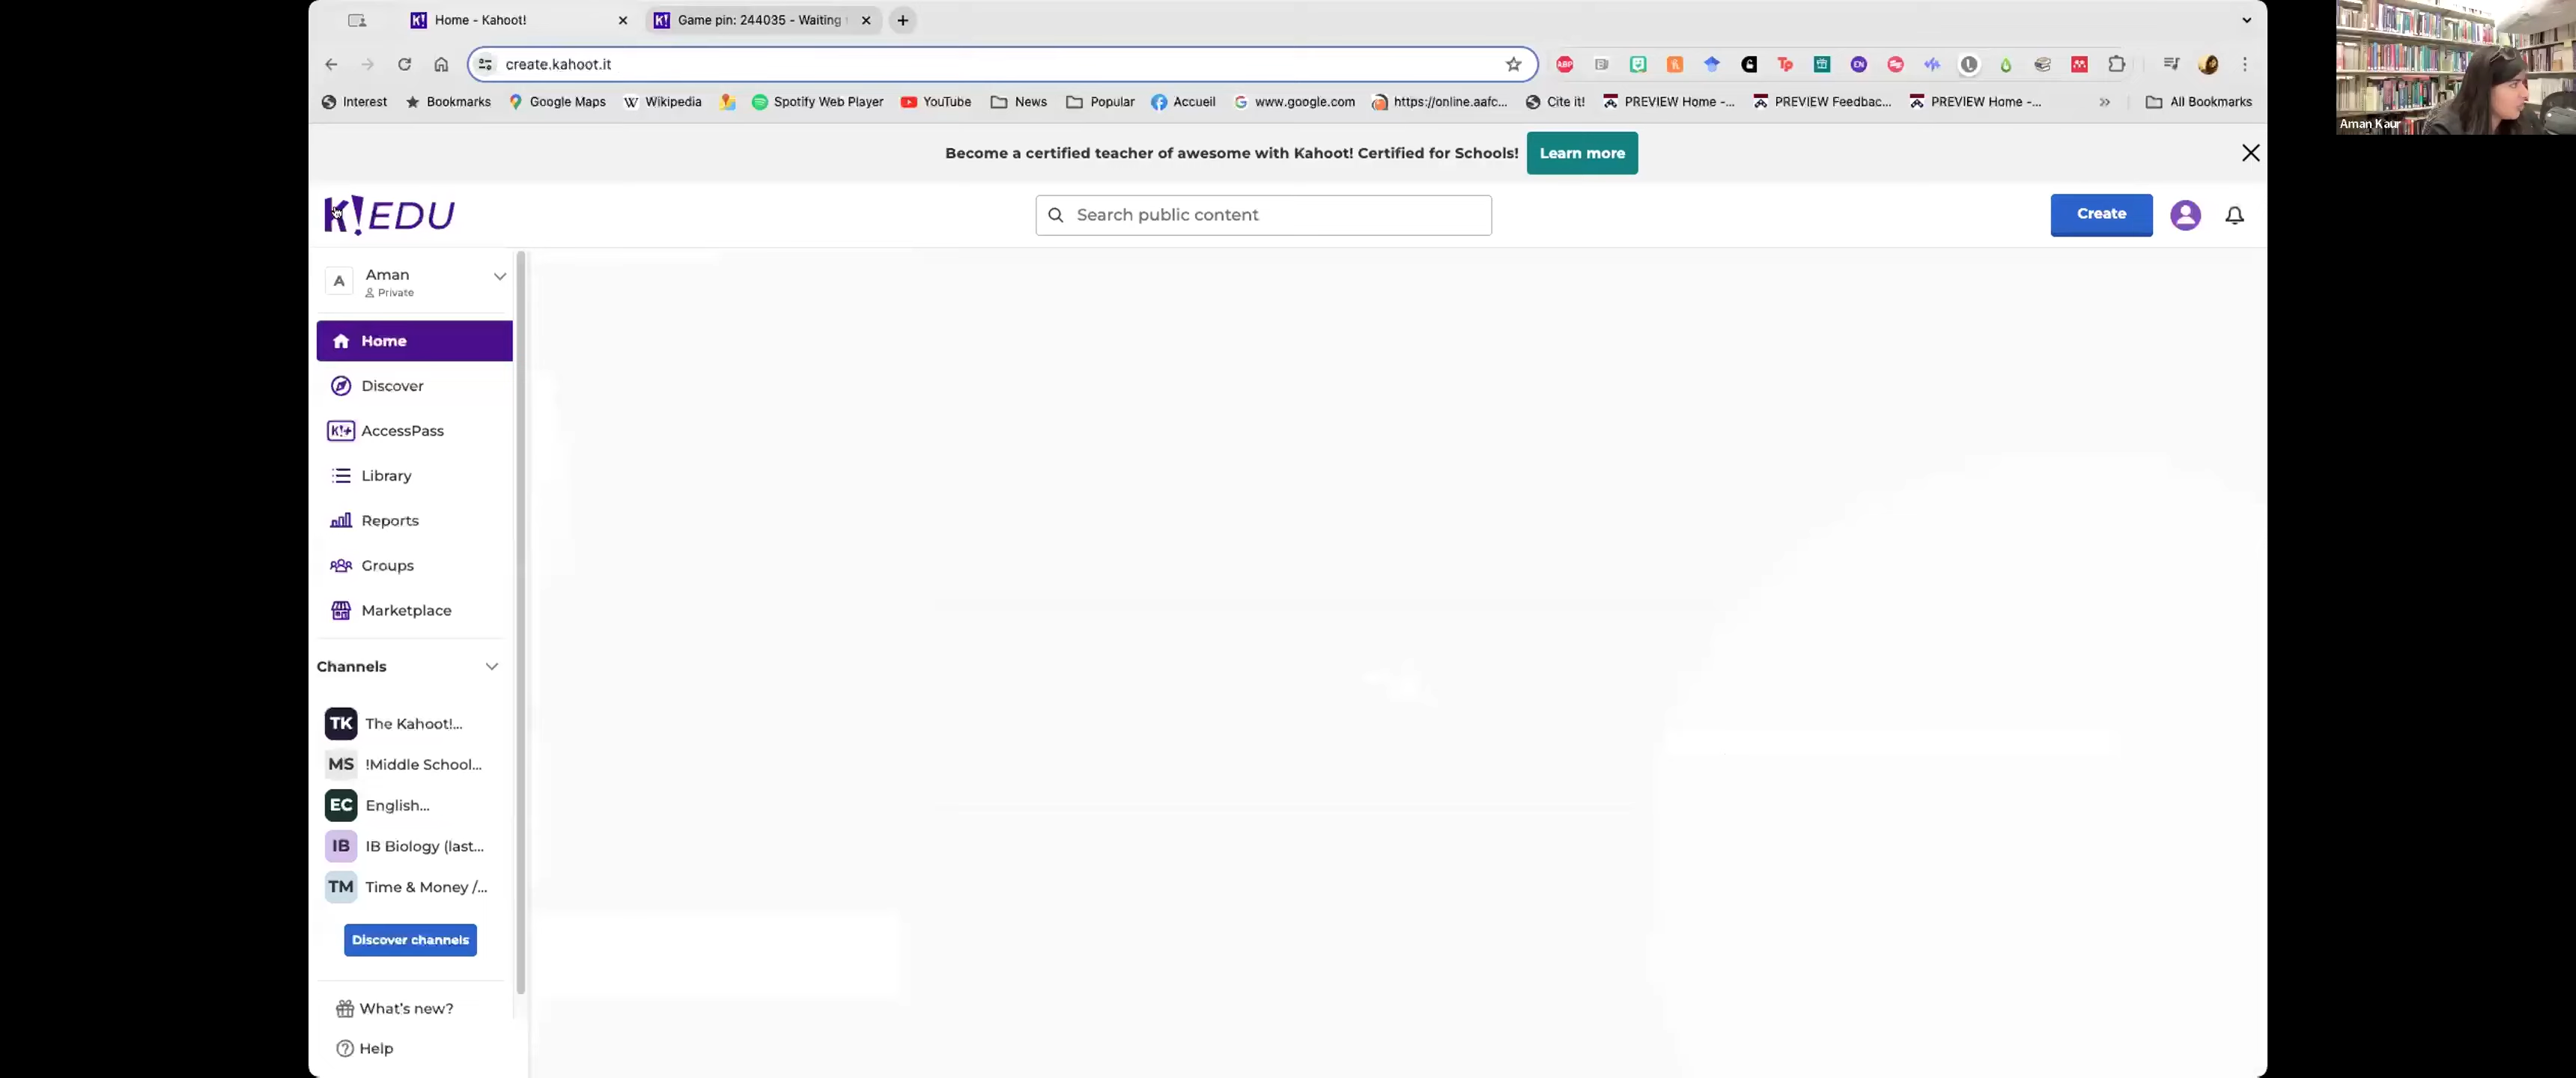 Home - Kahoot!
Game pin: 244035 - Waiting
create.kahoot.it
Interest Bookmarks Google Maps Wikipedia Spotify Web Player YouTube News Popular Accueil www.google.com https://online.aafc... Cite it! PREVIEW Home -... PREVIEW Feedbac... PREVIEW Home -... » All Bookmarks
Become a certified teacher of awesome with Kahoot! Certified for Schools! Learn more
K!EDU
Search public content
Create
A Aman
Private
Home
Discover
K!+ AccessPass
Library
Reports
Groups
Marketplace
Channels
TK The Kahoot!...
MS !Middle School...
EC English...
IB IB Biology (last...
TM Time & Money /...
Discover channels
What's new?
Help
Aman Kaur